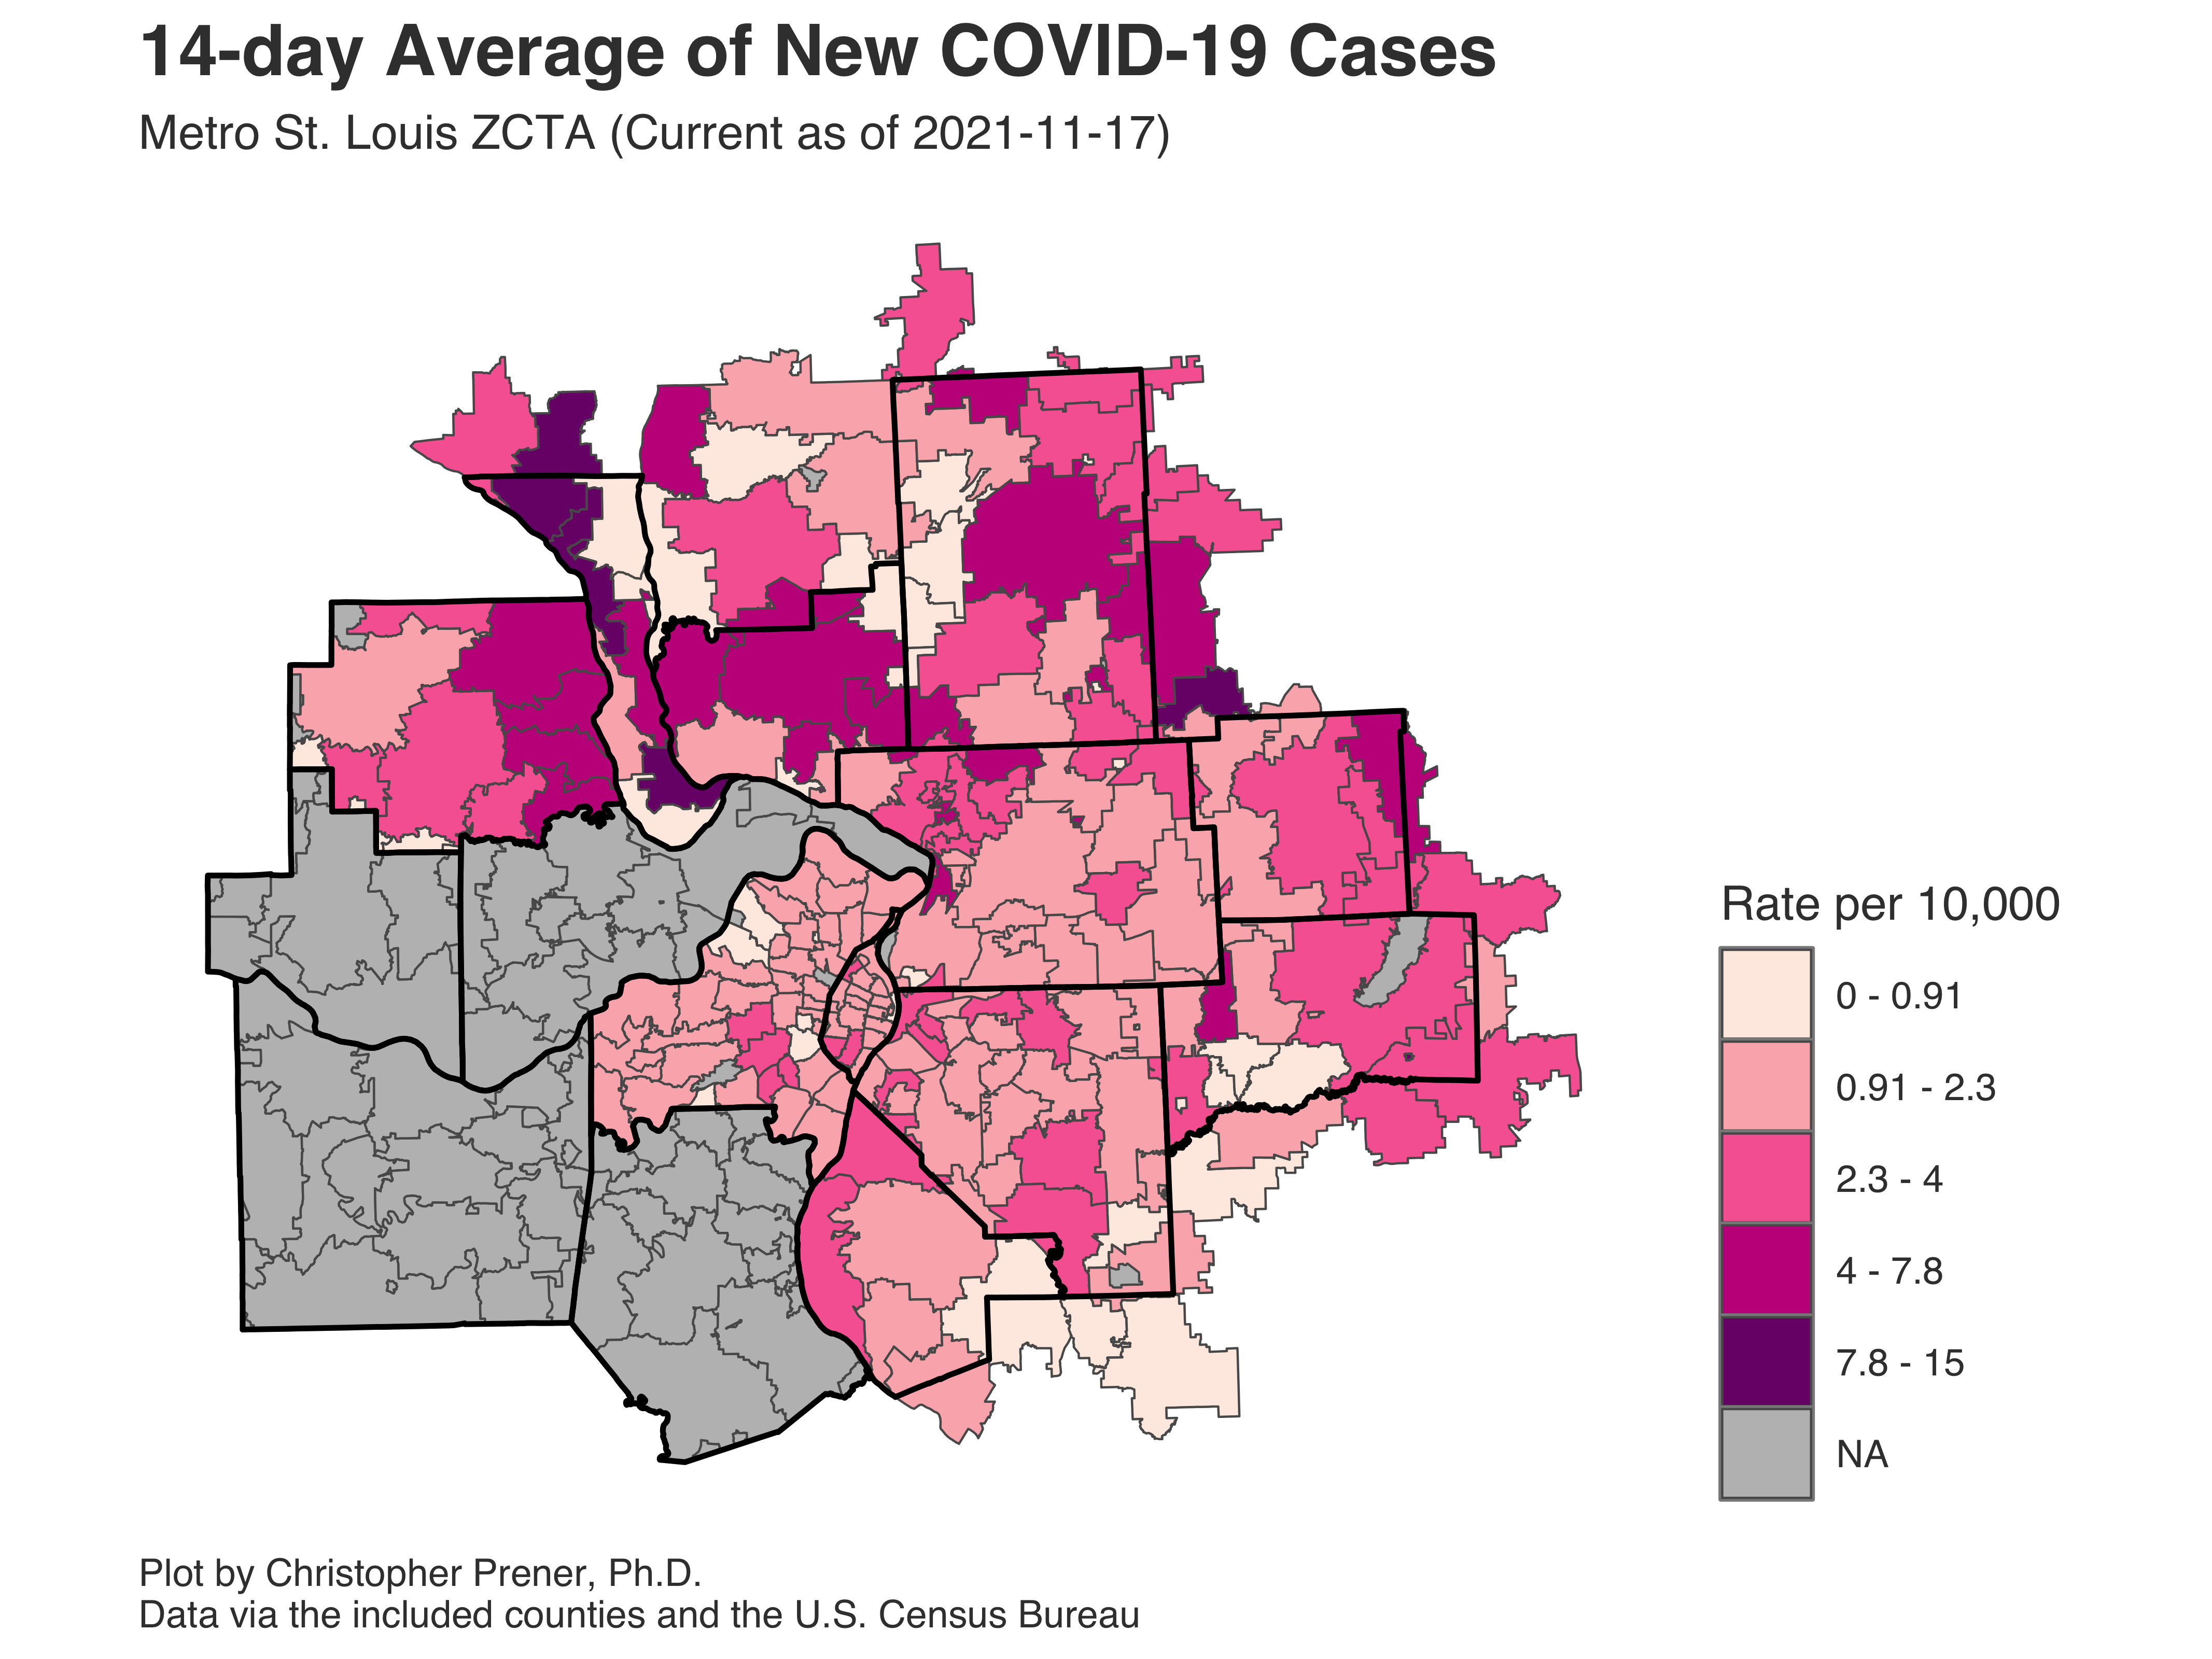 14-day Average of New COVID-19 Cases
Metro St. Louis ZCTA (Current as of 2021-11-17)
Rate per 10,000
0 - 0.91
0.91 - 2.3
2.3 - 4
4 - 7.8
7.8 - 15
NA
Plot by Christopher Prener, Ph.D.
Data via the included counties and the U.S. Census Bureau